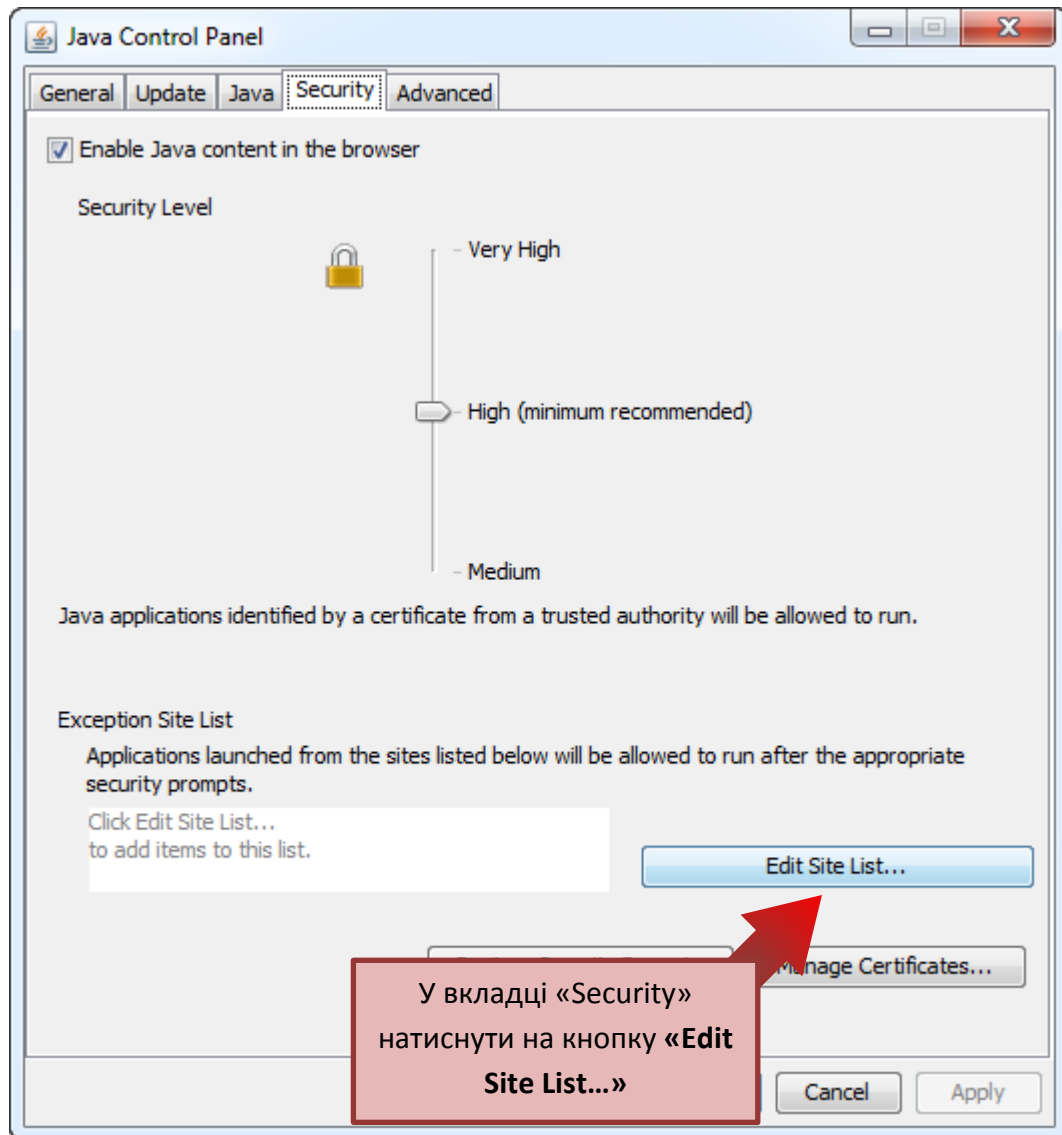 Java Control Panel
General Update Java Security Advanced
Enable Java content in the browser
Security Level
- Very High
- High (minimum recommended)
- Medium
Java applications identified by a certificate from a trusted authority will be allowed to run.
Exception Site List
Applications launched from the sites listed below will be allowed to run after the appropriate
security prompts.
Click Edit Site List...
to add items to this list.
Edit Site List...
Manage Certificates...
У вкладці «Security»
натиснути на кнопку «Edit
Site List…»
Cancel Apply